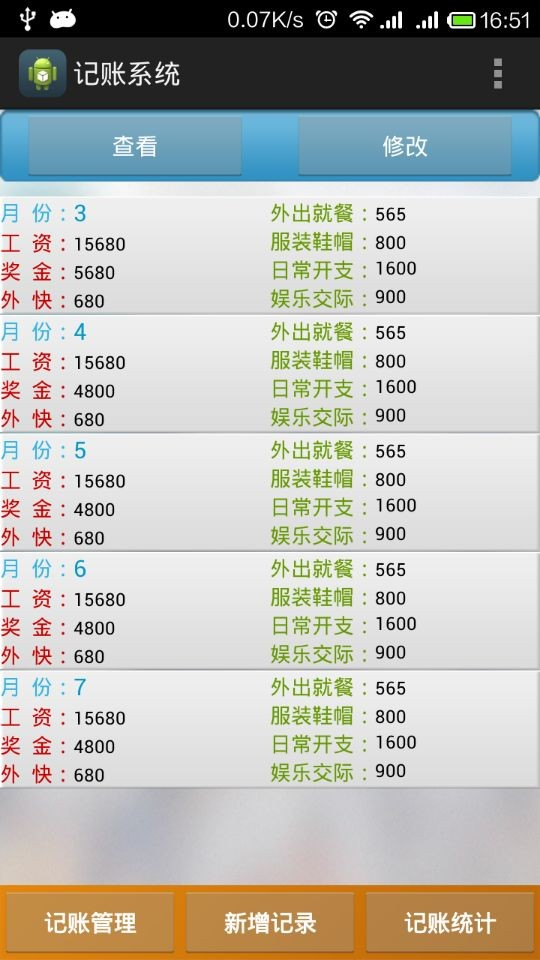 0.07K/s 16:51
记账系统
查看 修改
月 份：3 外出就餐：565
工 资：15680 服装鞋帽：800
奖 金：5680 日常开支：1600
外 快：680 娱乐交际：900
月 份：4 外出就餐：565
工 资：15680 服装鞋帽：800
奖 金：4800 日常开支：1600
外 快：680 娱乐交际：900
月 份：5 外出就餐：565
工 资：15680 服装鞋帽：800
奖 金：4800 日常开支：1600
外 快：680 娱乐交际：900
月 份：6 外出就餐：565
工 资：15680 服装鞋帽：800
奖 金：4800 日常开支：1600
外 快：680 娱乐交际：900
月 份：7 外出就餐：565
工 资：15680 服装鞋帽：800
奖 金：4800 日常开支：1600
外 快：680 娱乐交际：900
记账管理 新增记录 记账统计